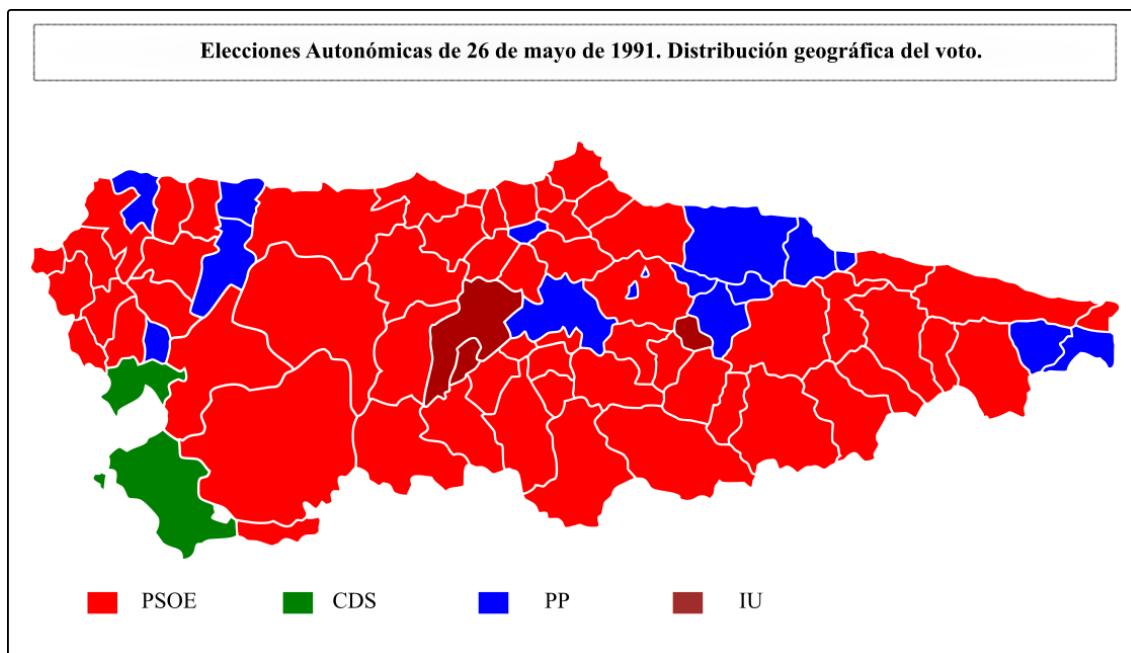 Elecciones Autonómicas de 26 de mayo de 1991. Distribución geográfica del voto.
PSOE CDS PP IU